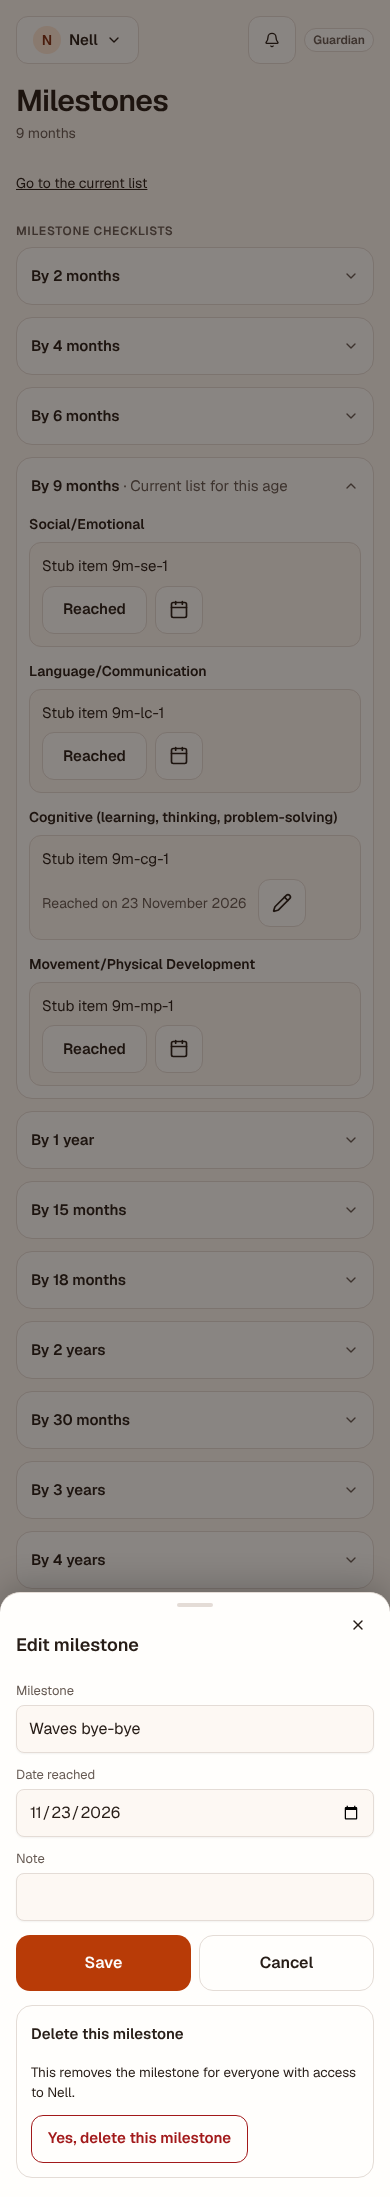 N Nell
Guardian
Milestones
9 months
Go to the current list
MILESTONE CHECKLISTS
By 2 months
By 4 months
By 6 months
By 9 months · Current list for this age
Social/Emotional
Stub item 9m-se-1
Reached
Language/Communication
Stub item 9m-lc-1
Reached
Cognitive (learning, thinking, problem-solving)
Stub item 9m-cg-1
Reached on 23 November 2026
Movement/Physical Development
Stub item 9m-mp-1
Reached
By 1 year
By 15 months
By 18 months
By 2 years
By 30 months
By 3 years
By 4 years
Edit milestone
Milestone
Waves bye-bye
Date reached
11/23/2026
Note
Save
Cancel
Delete this milestone
This removes the milestone for everyone with access
to Nell.
Yes, delete this milestone